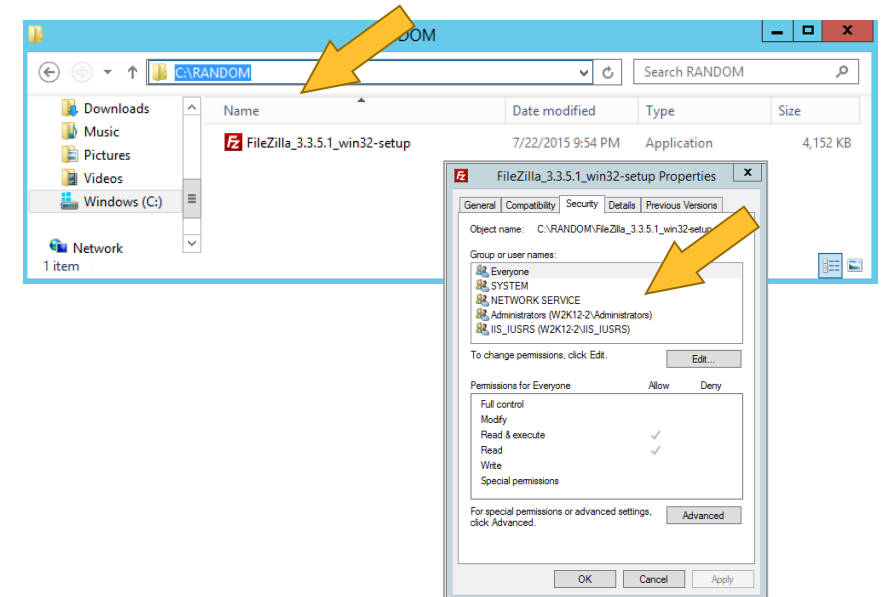 DOM
C:\RANDOM
Search RANDOM
Downloads
Music
Pictures
Videos
Windows (C:)
Network
1 item
Name Date modified Type Size
FileZilla_3.3.5.1_win32-setup 7/22/2015 9:54 PM Application 4,152 KB
FileZilla_3.3.5.1_win32-setup Properties
General Compatibility Security Details Previous Versions
Object name: C:\RANDOM\FileZilla_3.3.5.1_win32-setup
Group or user names:
Everyone
SYSTEM
NETWORK SERVICE
Administrators (W2K12-2\Administrators)
IIS_IUSRS (W2K12-2\IIS_IUSRS)
To change permissions, click Edit.
Edit...
Permissions for Everyone Allow Deny
Full control
Modify
Read & execute
Read
Write
Special permissions
For special permissions or advanced settings,
click Advanced.
Advanced
OK Cancel Apply